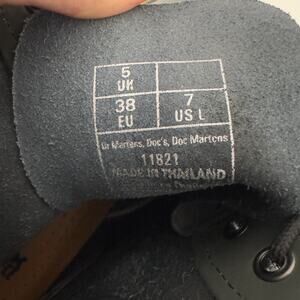 5
UK
38
EU
7
US L
Dr Martens, Doc's, Doc Martens
11821
MADE IN THAILAND